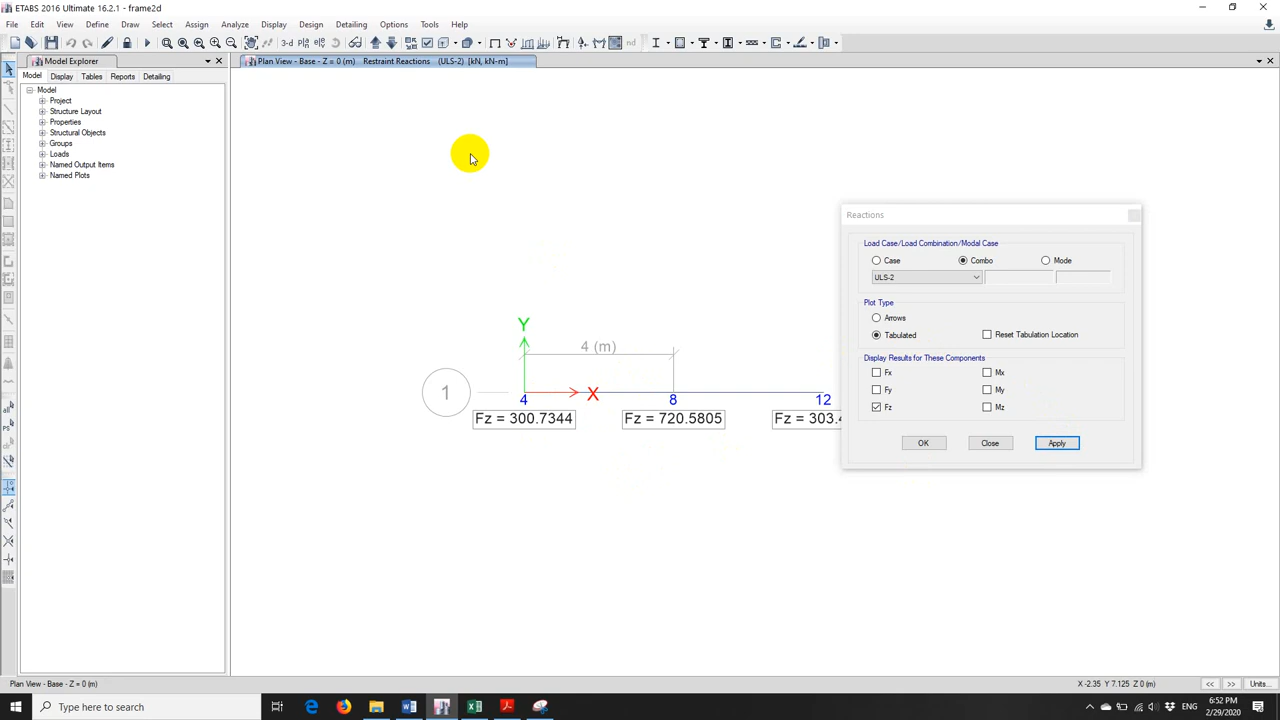 ETABS 2016 Ultimate 16.2.1 - frame2d
File Edit View Define Draw Select Assign Analyze Display Design Detailing Options Tools Help
3-d nd
Model Explorer
Plan View - Base - Z = 0 (m) Restraint Reactions (ULS-2) [kN, kN-m]
Model Display Tables Reports Detailing
Model
Project
Structure Layout
Properties
Structural Objects
Groups
Loads
Named Output Items
Named Plots
Reactions
Load Case/Load Combination/Modal Case
Case Combo Mode
ULS-2
Plot Type
Arrows
Tabulated Reset Tabulation Location
Display Results for These Components
Fx Mx
Fy My
Fz Mz
OK Close Apply
Y
4 (m)
1
X
4 8 12
Fz = 300.7344 Fz = 720.5805 Fz = 303.4
all
Plan View - Base - Z = 0 (m)
X -2.35 Y 7.125 Z 0 (m)
<< >> Units...
Type here to search
6:52 PM
2/29/2020